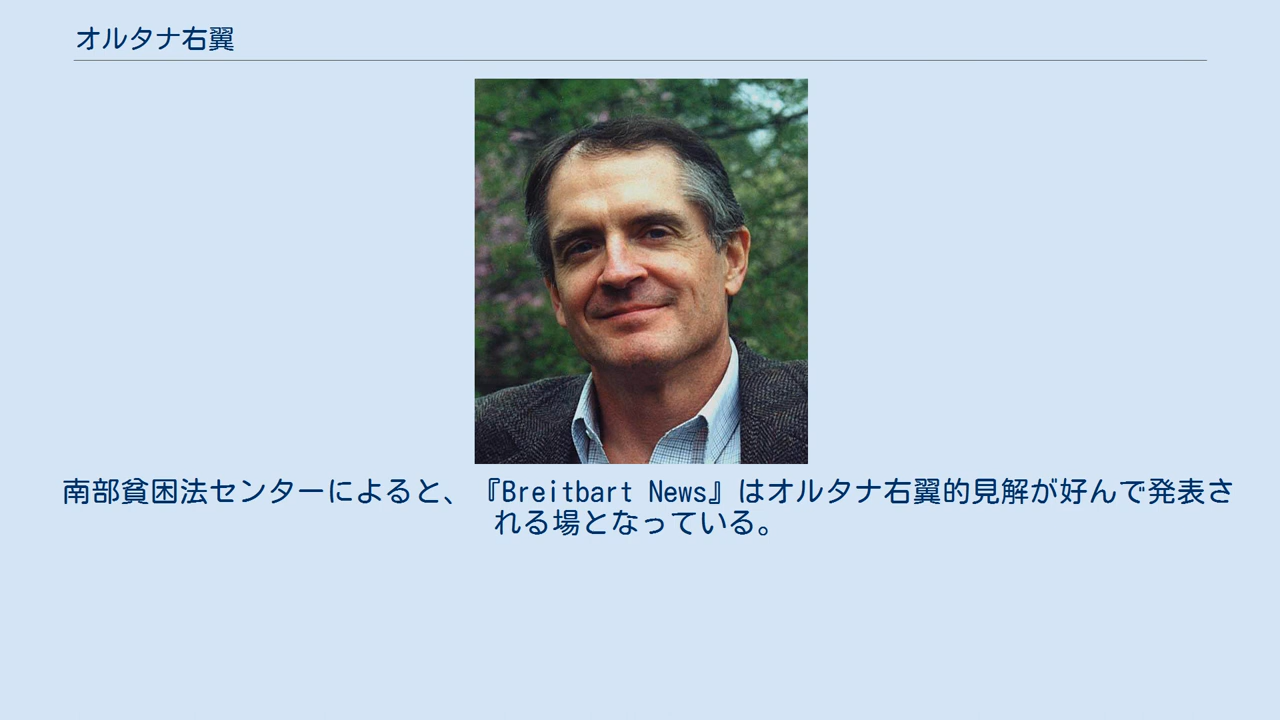 オルタナ右翼
南部貧困法センターによると、『Breitbart News』はオルタナ右翼的見解が好んで発表さ
れる場となっている。